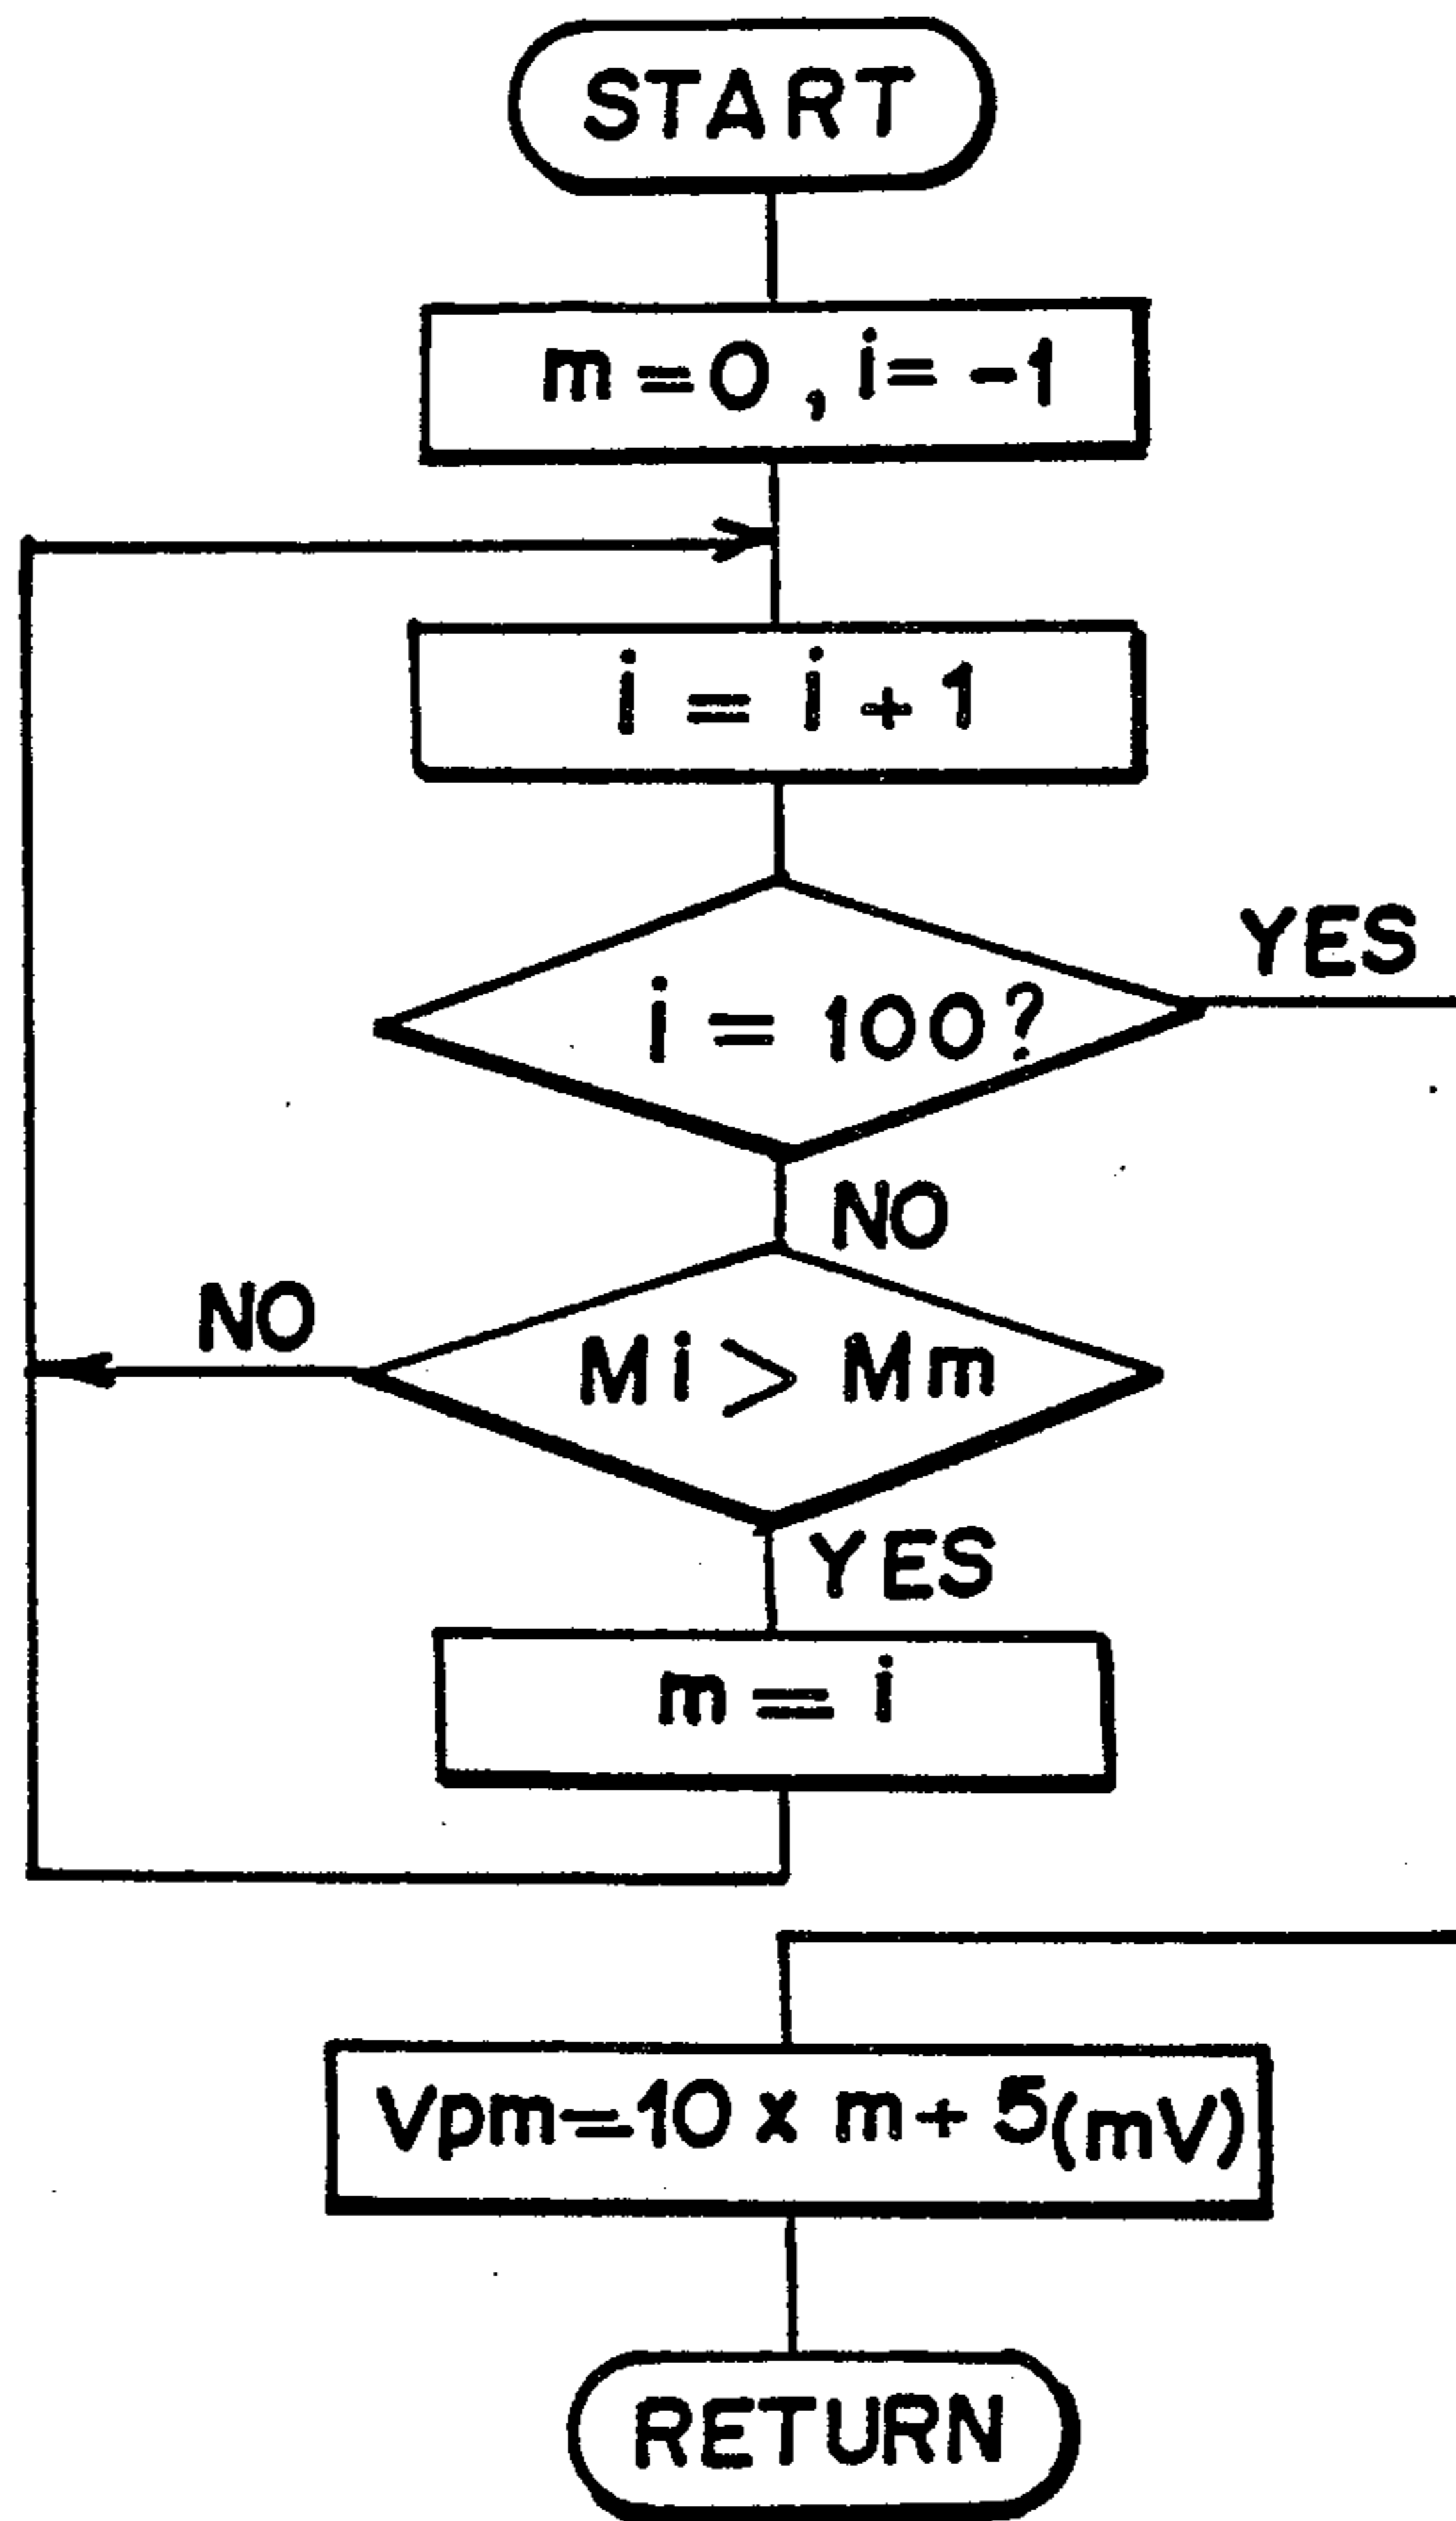 START
m=0, i=-1
i = i + 1
i = 100?
YES
NO
NO
Mi > Mm
YES
m = i
Vpm=10 x m + 5(mV)
RETURN